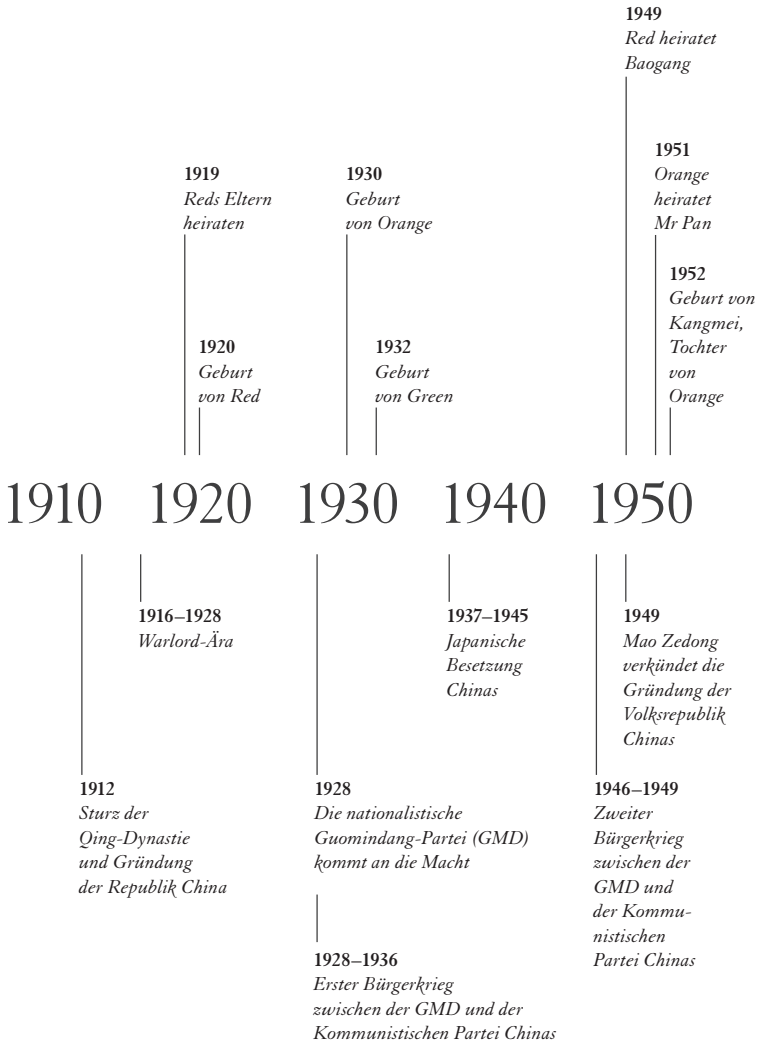 1949
Red heiratet
Baogang
1951
Orange
heiratet
Mr Pan
1919
Reds Eltern
heiraten
1930
Geburt
von Orange
1952
Geburt von
Kangmei,
Tochter
von
Orange
1920
Geburt
von Red
1932
Geburt
von Green
1910 1920 1930 1940 1950
1916–1928
Warlord-Ära
1937–1945
Japanische
Besetzung
Chinas
1949
Mao Zedong
verkündet die
Gründung der
Volksrepublik
Chinas
1912
Sturz der
Qing-Dynastie
und Gründung
der Republik China
1928
Die nationalistische
Guomindang-Partei (GMD)
kommt an die Macht
1946–1949
Zweiter
Bürgerkrieg
zwischen der
GMD und
der Kommu-
nistischen
Partei Chinas
1928–1936
Erster Bürgerkrieg
zwischen der GMD und der
Kommunistischen Partei Chinas